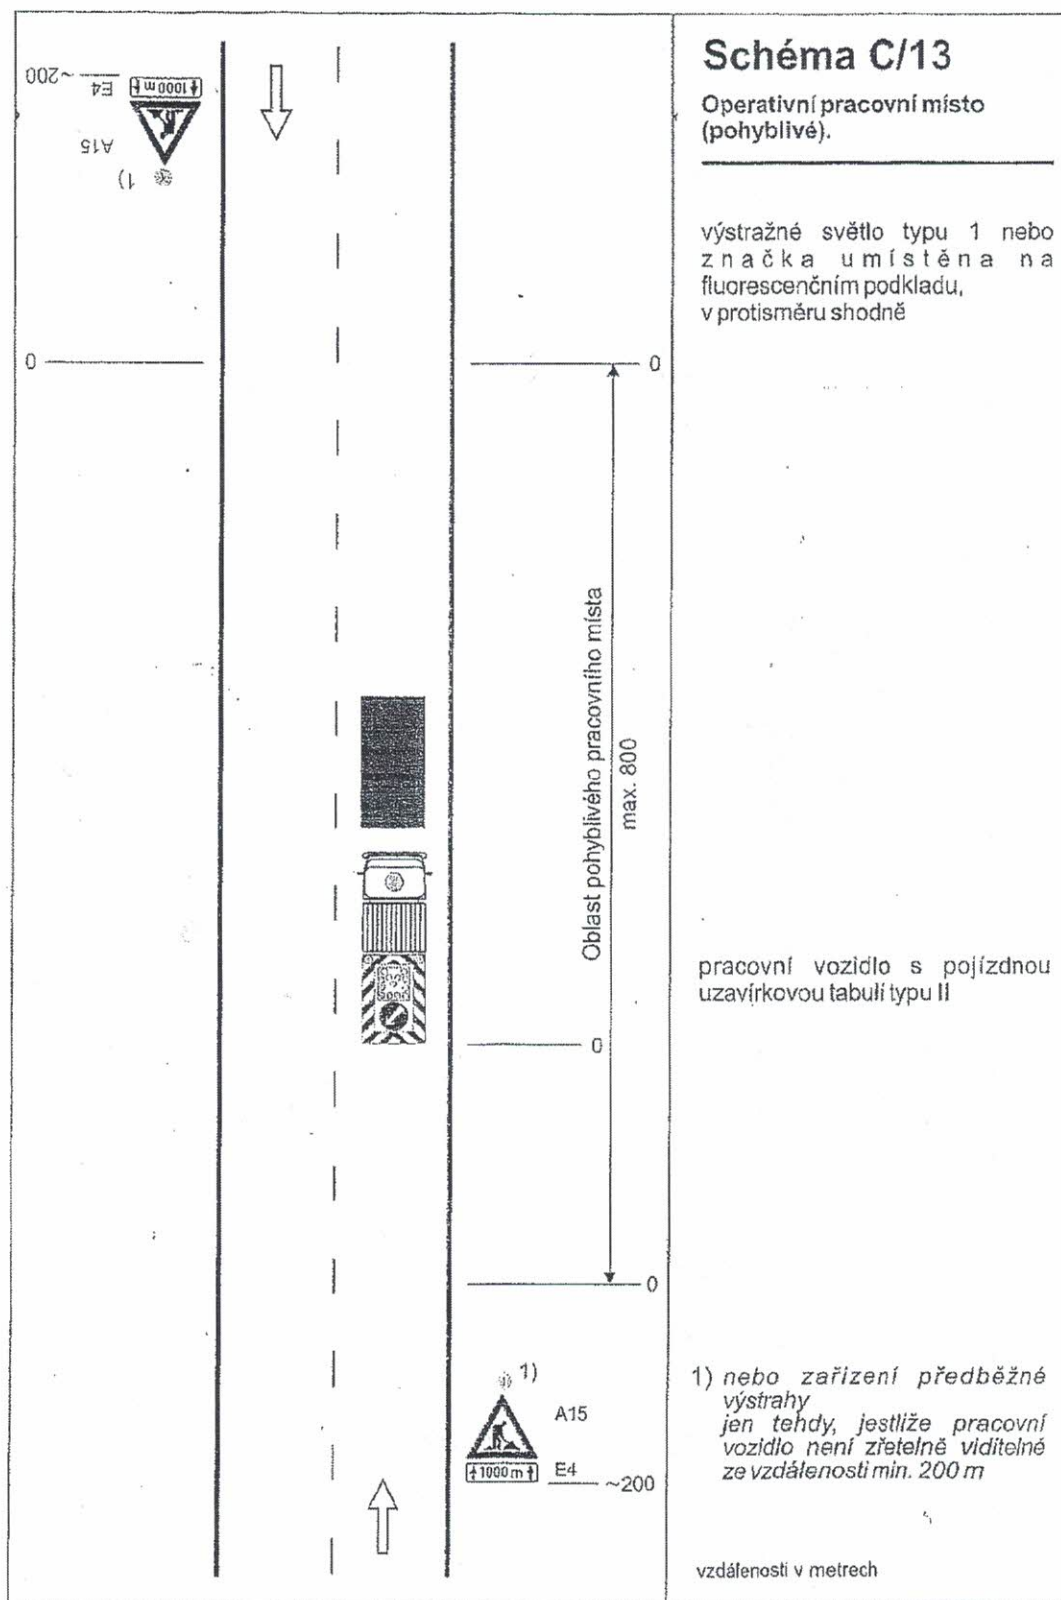 Schéma C/13
Operativní pracovní místo
(pohyblivé).
výstražné světlo typu 1 nebo
značka umístěna na
fluorescenčním podkladu,
v protisměru shodně
~200
E4
1000 m
A15
1)
0
0
Oblast pohyblivého pracovního místa
max. 800
pracovní vozidlo s pojízdnou
uzavírkovou tabulí typu II
0
0
1)
A15
1000 m
E4
~200
1) nebo zařízení předběžné
výstrahy
jen tehdy, jestliže pracovní
vozidlo není zřetelně viditelné
ze vzdálenosti min. 200 m
vzdálenosti v metrech